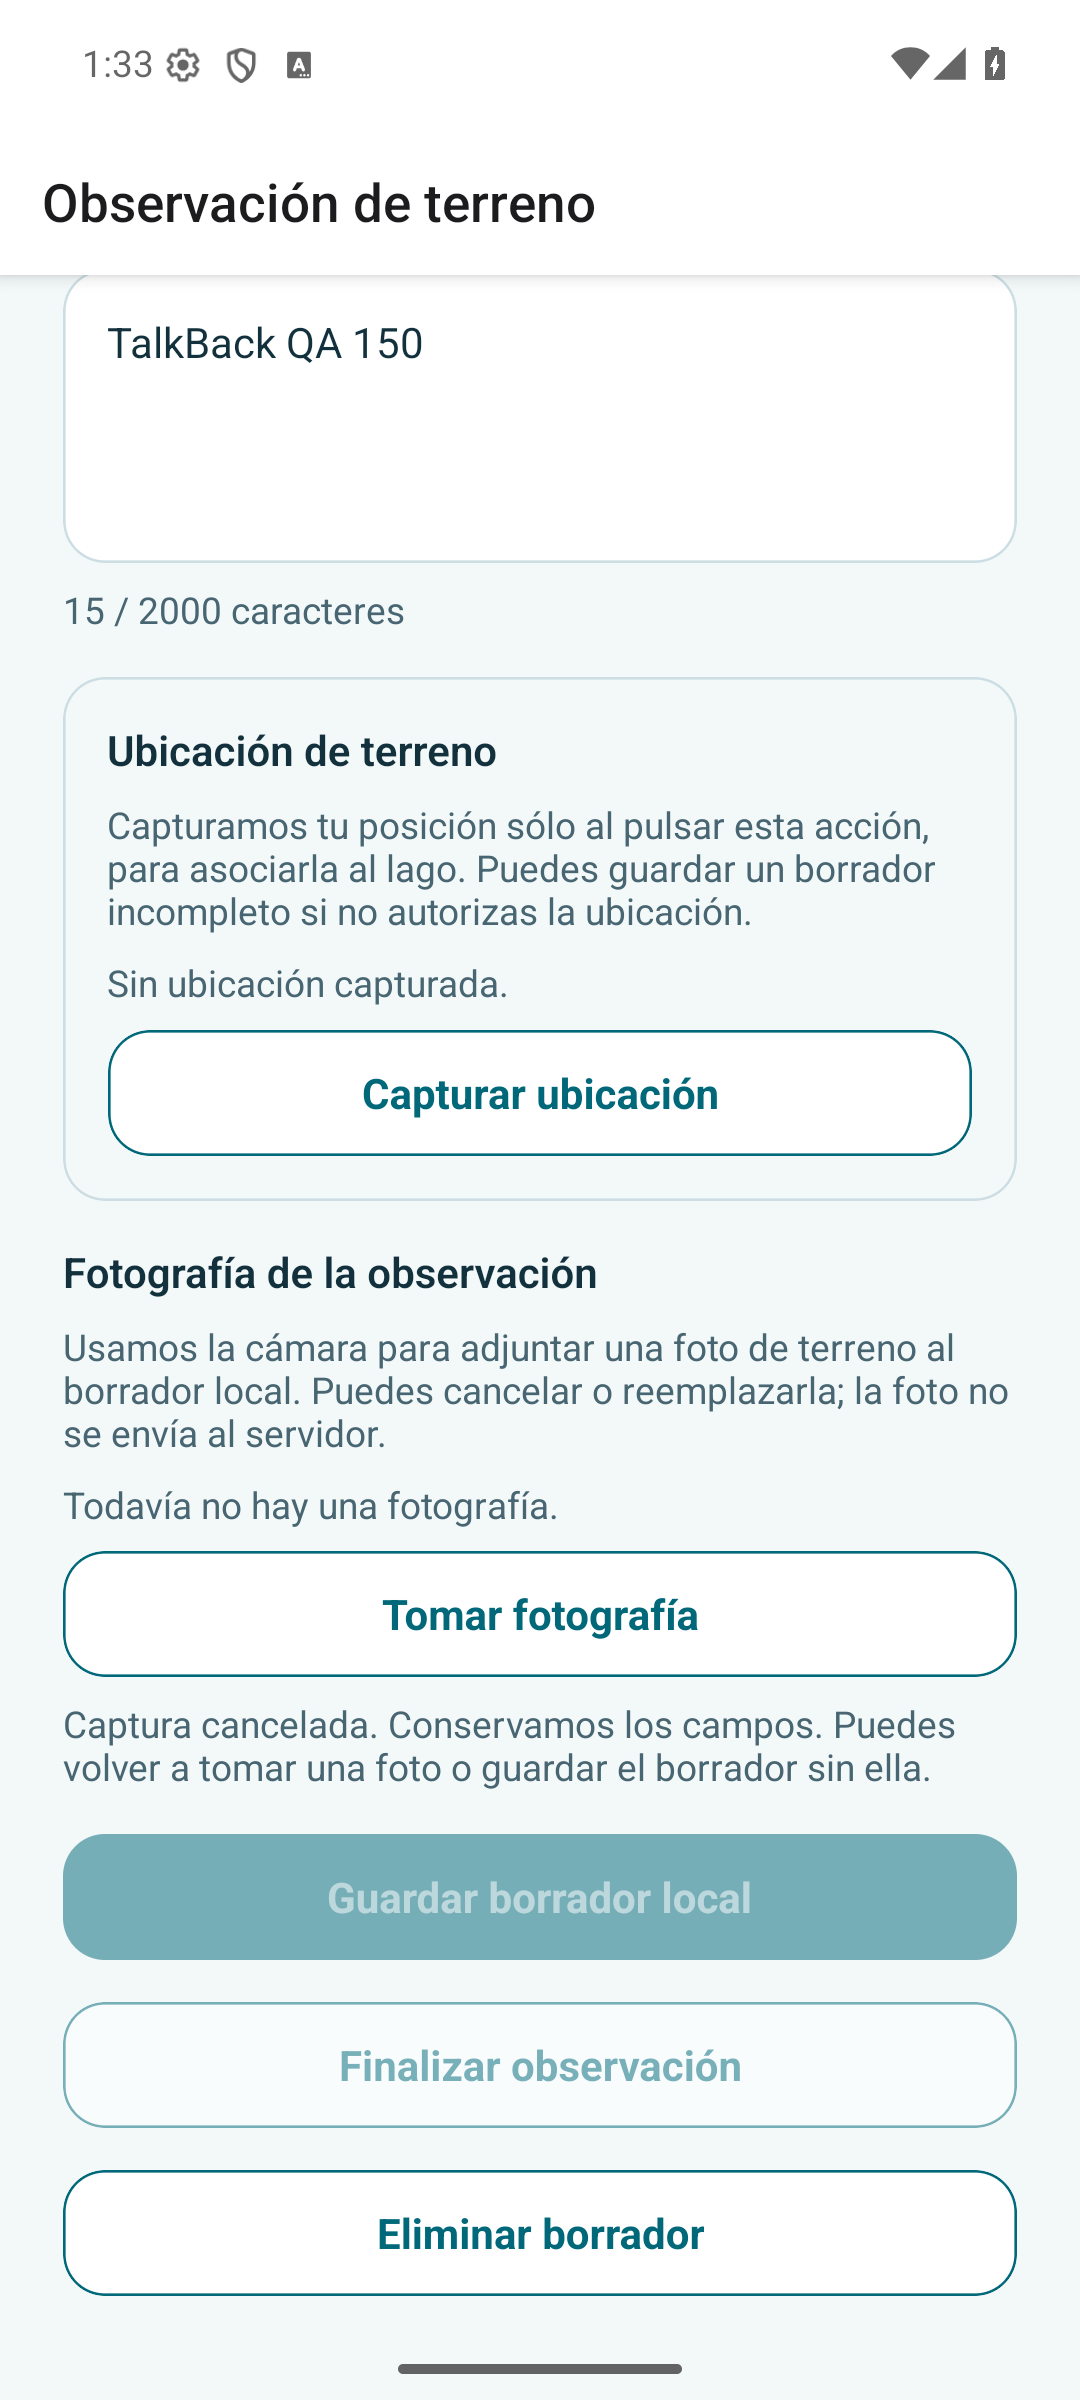 1:33
Observación de terreno
TalkBack QA 150
15 / 2000 caracteres
Ubicación de terreno
Capturamos tu posición sólo al pulsar esta acción,
para asociarla al lago. Puedes guardar un borrador
incompleto si no autorizas la ubicación.
Sin ubicación capturada.
Capturar ubicación
Fotografía de la observación
Usamos la cámara para adjuntar una foto de terreno al
borrador local. Puedes cancelar o reemplazarla; la foto no
se envía al servidor.
Todavía no hay una fotografía.
Tomar fotografía
Captura cancelada. Conservamos los campos. Puedes
volver a tomar una foto o guardar el borrador sin ella.
Guardar borrador local
Finalizar observación
Eliminar borrador